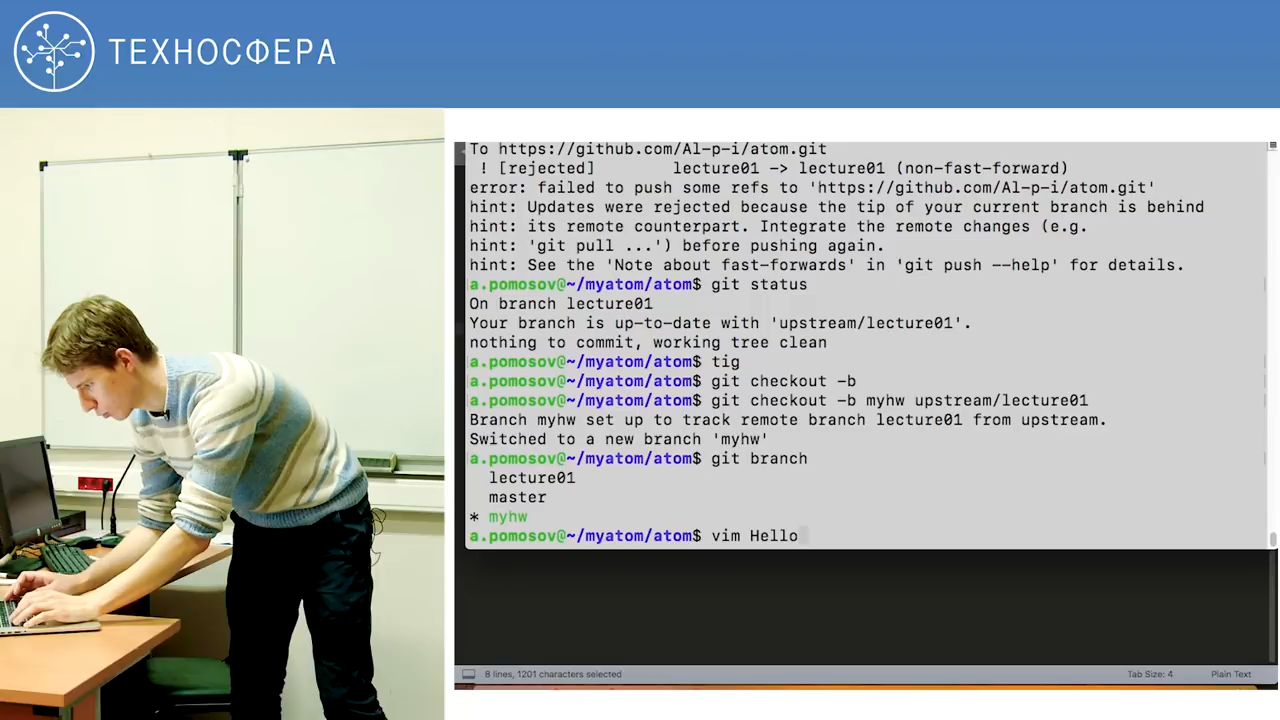 ТЕХНОСФЕРА
To https://github.com/Al-p-i/atom.git
! [rejected] lecture01 -> lecture01 (non-fast-forward)
error: failed to push some refs to 'https://github.com/Al-p-i/atom.git'
hint: Updates were rejected because the tip of your current branch is behind
hint: its remote counterpart. Integrate the remote changes (e.g.
hint: 'git pull ...') before pushing again.
hint: See the 'Note about fast-forwards' in 'git push --help' for details.
a.pomosov@~/myatom/atom$ git status
On branch lecture01
Your branch is up-to-date with 'upstream/lecture01'.
nothing to commit, working tree clean
a.pomosov@~/myatom/atom$ tig
a.pomosov@~/myatom/atom$ git checkout -b
a.pomosov@~/myatom/atom$ git checkout -b myhw upstream/lecture01
Branch myhw set up to track remote branch lecture01 from upstream.
Switched to a new branch 'myhw'
a.pomosov@~/myatom/atom$ git branch
lecture01
master
* myhw
a.pomosov@~/myatom/atom$ vim Hello
8 lines, 1201 characters selected
Tab Size: 4
Plain Text